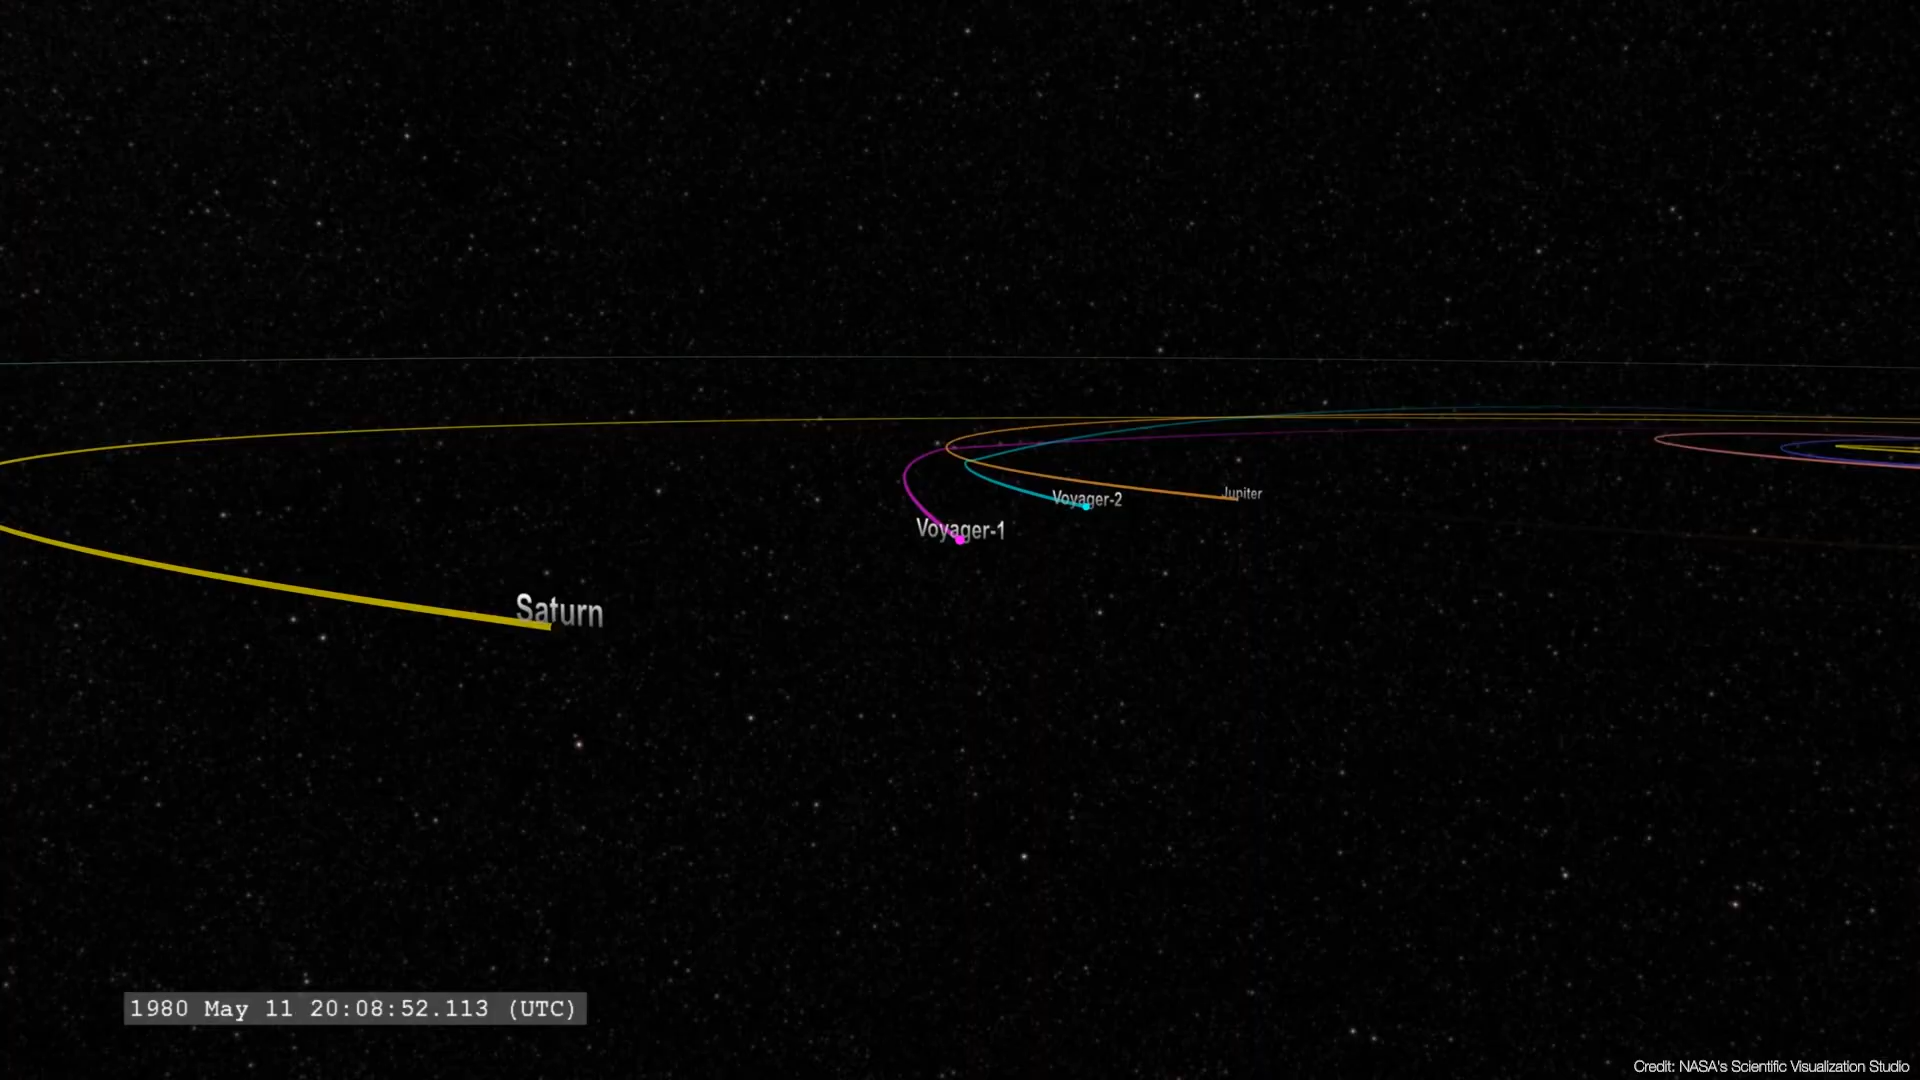 Voyager-2
Jupiter
Voyager-1
Saturn
1980 May 11 20:08:52.113 (UTC)
Credit: NASA's Scientific Visualization Studio